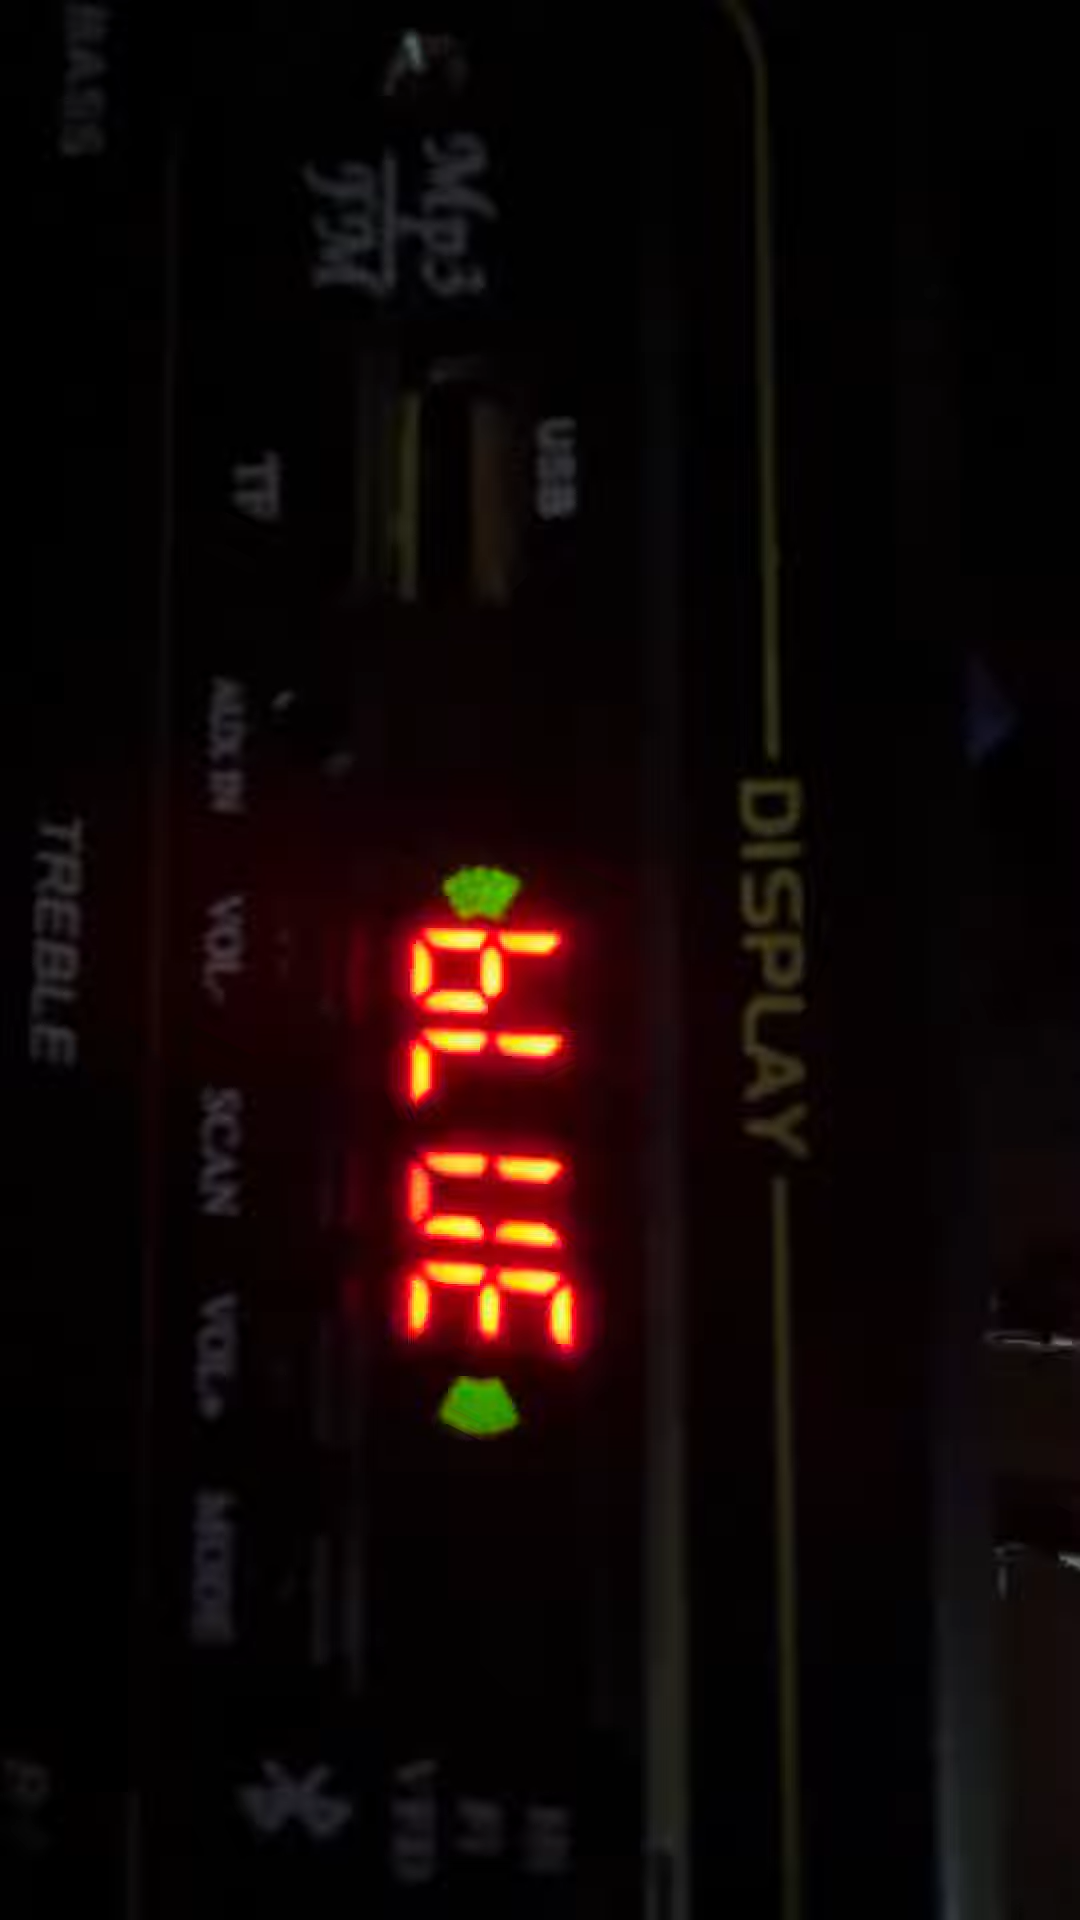 DISPLAY
USB
Mp3
FM
bLUE
TF
AUX IN
VOL-
SCAN
VOL+
MODE
BASS
TREBLE